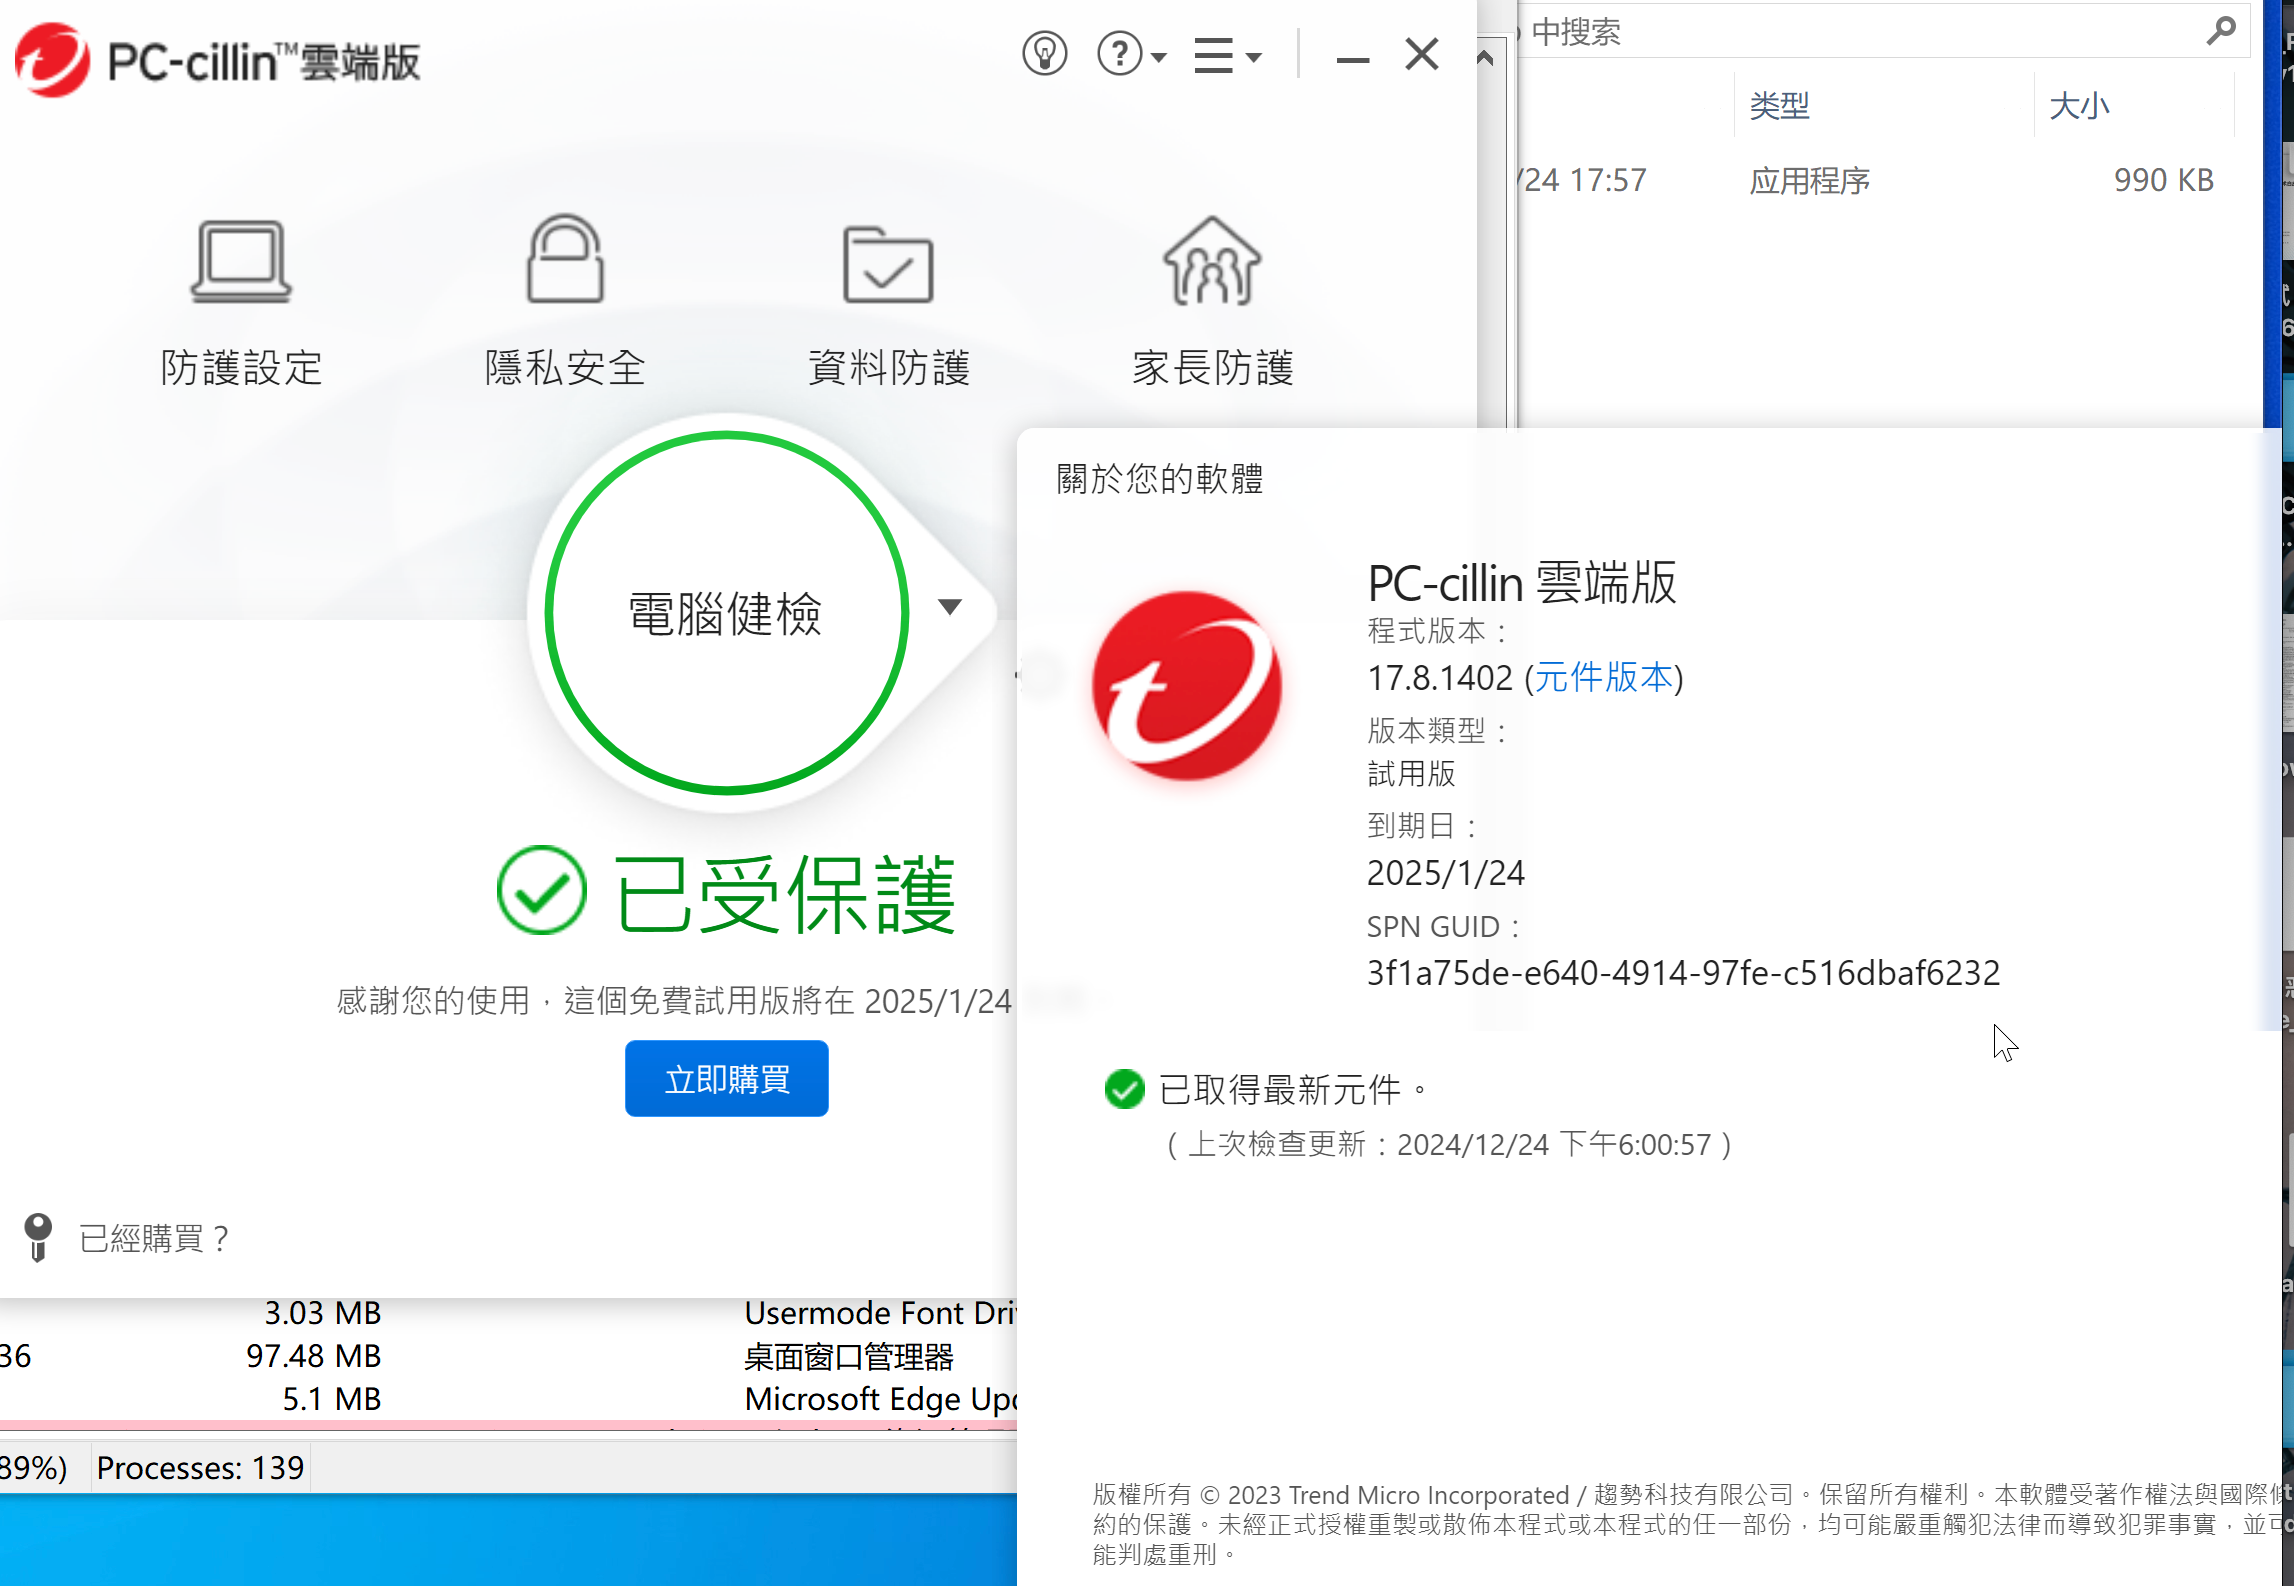 PC-cillin™雲端版
中搜索
类型
大小
/24 17:57
应用程序
990 KB
防護設定
隱私安全
資料防護
家長防護
電腦健檢
已受保護
感謝您的使用，這個免費試用版將在 2025/1/24
立即購買
已經購買？
關於您的軟體
PC-cillin 雲端版
程式版本：
17.8.1402 (元件版本)
版本類型：
試用版
到期日：
2025/1/24
SPN GUID：
3f1a75de-e640-4914-97fe-c516dbaf6232
已取得最新元件。
（上次檢查更新：2024/12/24 下午6:00:57）
版權所有 © 2023 Trend Micro Incorporated / 趨勢科技有限公司。保留所有權利。本軟體受著作權法與國際條
約的保護。未經正式授權重製或散佈本程式或本程式的任一部份，均可能嚴重觸犯法律而導致犯罪事實，並可
能判處重刑。
3.03 MB
Usermode Font Dri
36
97.48 MB
桌面窗口管理器
5.1 MB
Microsoft Edge Upd
89%)
Processes: 139